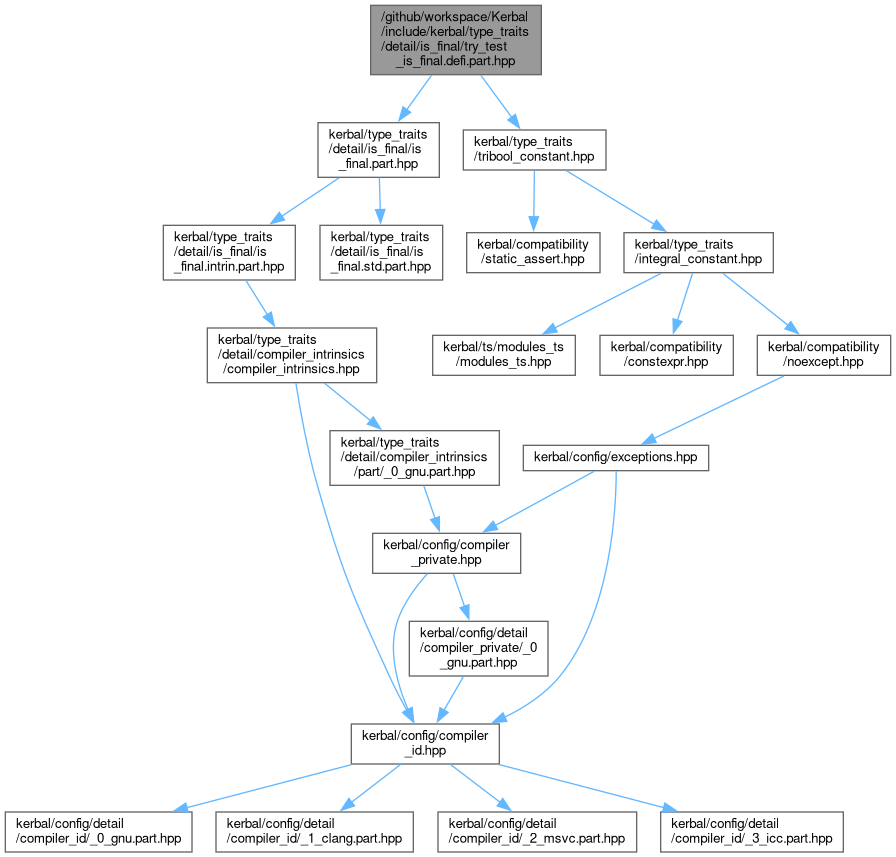 /github/workspace/Kerbal
/include/kerbal/type_traits
/detail/is_final/try_test
_is_final.defi.part.hpp
kerbal/type_traits
/detail/is_final/is
_final.part.hpp
kerbal/type_traits
/tribool_constant.hpp
kerbal/type_traits
/detail/is_final/is
_final.intrin.part.hpp
kerbal/type_traits
/detail/is_final/is
_final.std.part.hpp
kerbal/compatibility
/static_assert.hpp
kerbal/type_traits
/integral_constant.hpp
kerbal/type_traits
/detail/compiler_intrinsics
/compiler_intrinsics.hpp
kerbal/ts/modules_ts
/modules_ts.hpp
kerbal/compatibility
/constexpr.hpp
kerbal/compatibility
/noexcept.hpp
kerbal/type_traits
/detail/compiler_intrinsics
/part/_0_gnu.part.hpp
kerbal/config/exceptions.hpp
kerbal/config/compiler
_private.hpp
kerbal/config/detail
/compiler_private/_0
_gnu.part.hpp
kerbal/config/compiler
_id.hpp
kerbal/config/detail
/compiler_id/_0_gnu.part.hpp
kerbal/config/detail
/compiler_id/_1_clang.part.hpp
kerbal/config/detail
/compiler_id/_2_msvc.part.hpp
kerbal/config/detail
/compiler_id/_3_icc.part.hpp